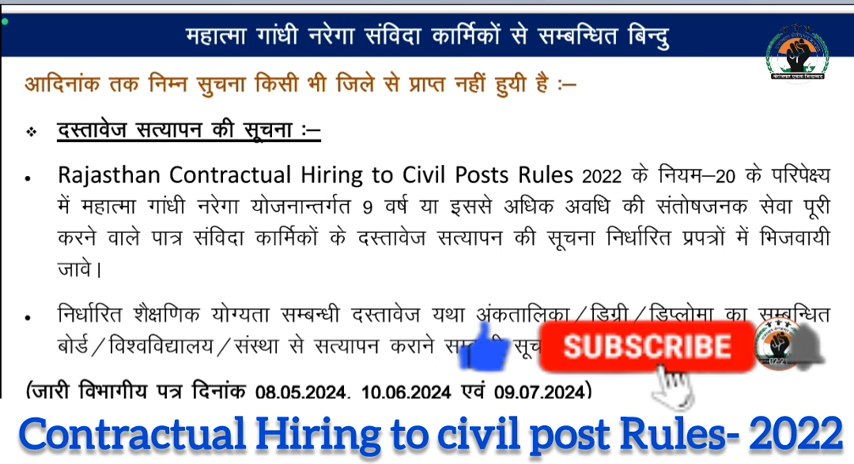 महात्मा गांधी नरेगा संविदा कार्मिकों से सम्बन्धित बिन्दु
आदिनांक तक निम्न सुचना किसी भी जिले से प्राप्त नहीं हुयी है :–
❖ दस्तावेज सत्यापन की सूचना :–
• Rajasthan Contractual Hiring to Civil Posts Rules 2022 के नियम–20 के परिपेक्ष्य
में महात्मा गांधी नरेगा योजनान्तर्गत 9 वर्ष या इससे अधिक अवधि की संतोषजनक सेवा पूरी
करने वाले पात्र संविदा कार्मिकों के दस्तावेज सत्यापन की सूचना निर्धारित प्रपत्रों में भिजवायी
जावे।
• निर्धारित शैक्षणिक योग्यता सम्बन्धी दस्तावेज यथा अंकतालिका/डिग्री/डिप्लोमा का सम्बन्धित
बोर्ड/विश्वविद्यालय/संस्था से सत्यापन कराने
SUBSCRIBE
02:21
(जारी विभागीय पत्र दिनांक 08.05.2024, 10.06.2024 एवं 09.07.2024)
Contractual Hiring to civil post Rules- 2022